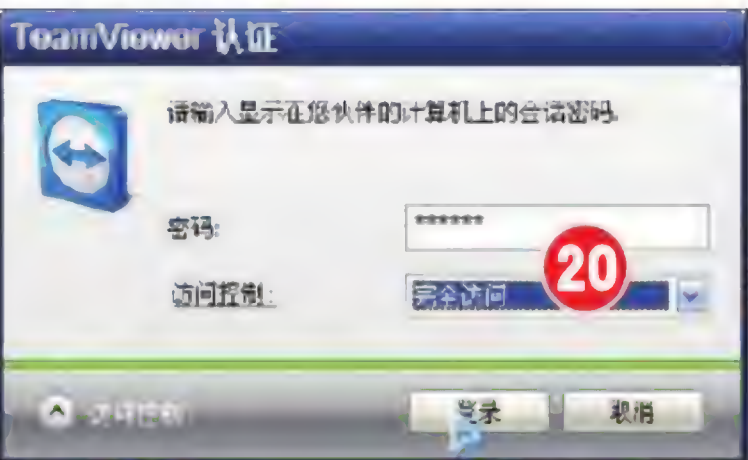 TeamViewer 认证
请输入显示在您伙伴的计算机上的会话密码.
密码:
******
20
访问控制:
完全访问
登录
取消